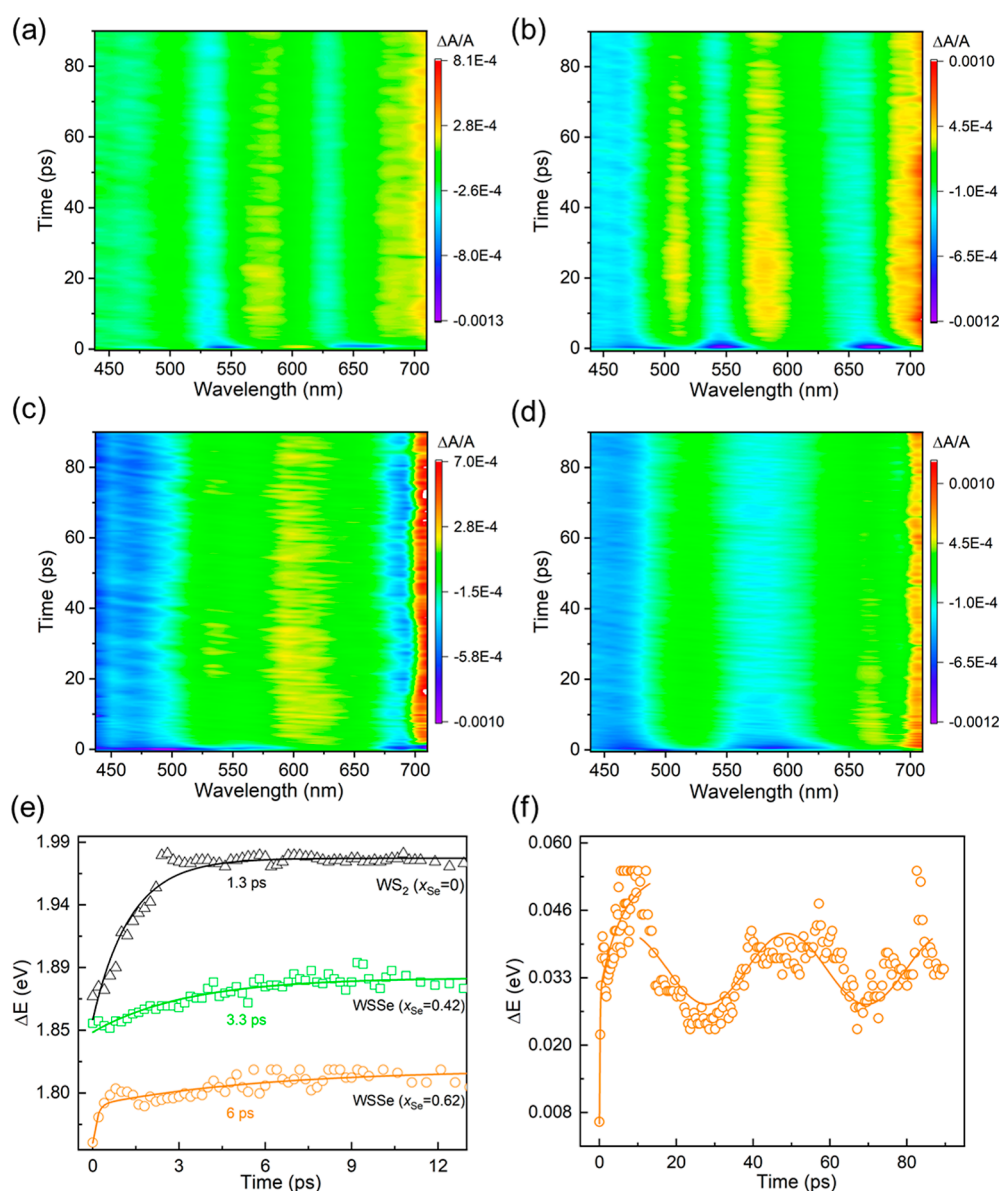 (a)
ΔA/A
8.1E-4
2.8E-4
-2.6E-4
-8.0E-4
-0.0013
80
60
40
20
0
Time (ps)
450 500 550 600 650 700
Wavelength (nm)
(b)
ΔA/A
0.0010
4.5E-4
-1.0E-4
-6.5E-4
-0.0012
80
60
40
20
0
Time (ps)
450 500 550 600 650 700
Wavelength (nm)
(c)
ΔA/A
7.0E-4
2.8E-4
-1.5E-4
-5.8E-4
-0.0010
80
60
40
20
0
Time (ps)
450 500 550 600 650 700
Wavelength (nm)
(d)
ΔA/A
0.0010
4.5E-4
-1.0E-4
-6.5E-4
-0.0012
80
60
40
20
0
Time (ps)
450 500 550 600 650 700
Wavelength (nm)
(e)
1.99
1.94
1.89
1.85
1.80
ΔE (eV)
1.3 ps
WS₂ (xSe=0)
3.3 ps
WSSe (xSe=0.42)
6 ps
WSSe (xSe=0.62)
0 3 6 9 12
Time (ps)
(f)
0.060
0.046
0.033
0.020
0.008
ΔE (eV)
0 20 40 60 80
Time (ps)